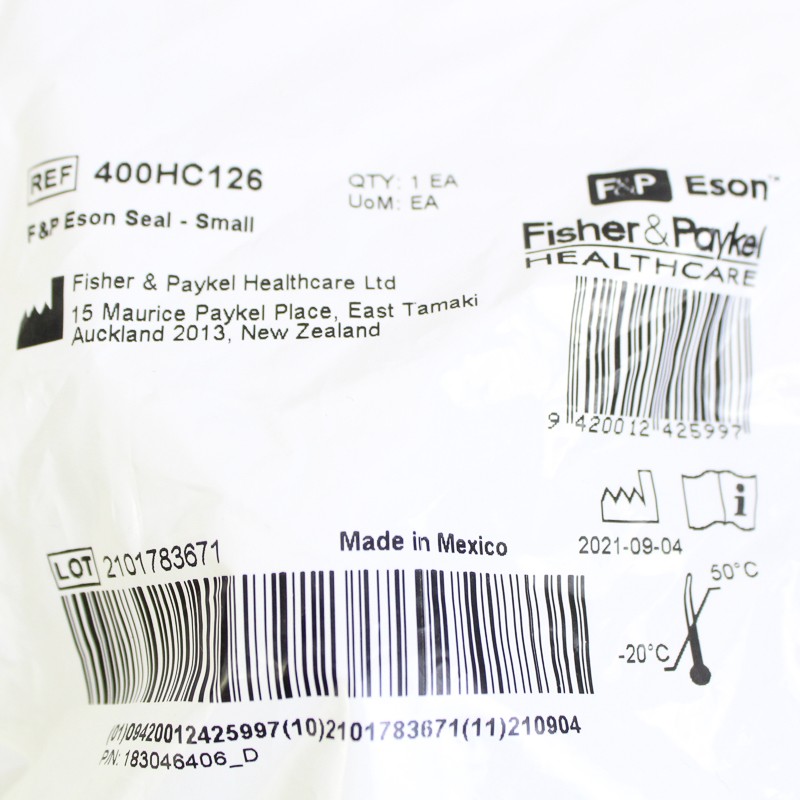 REF 400HC126
F&P Eson Seal - Small
QTY: 1 EA
UoM: EA
F&P Eson™
Fisher & Paykel
HEALTHCARE
Fisher & Paykel Healthcare Ltd
15 Maurice Paykel Place, East Tamaki
Auckland 2013, New Zealand
9 420012 425997
i
2021-09-04
Made in Mexico
LOT 2101783671
50°C
-20°C
(01)09420012425997(10)2101783671(11)210904
P/N: 183046406_D